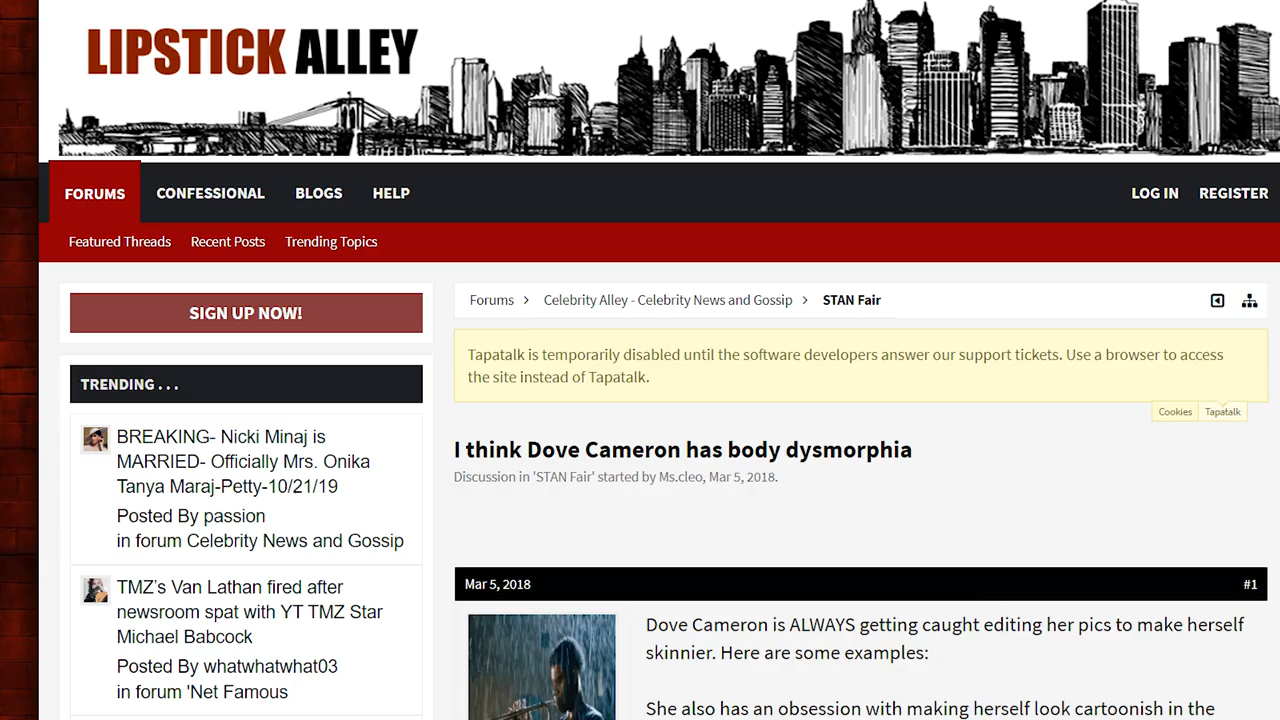 LIPSTICK ALLEY
FORUMS CONFESSIONAL BLOGS HELP LOG IN REGISTER
Featured Threads Recent Posts Trending Topics
SIGN UP NOW!
TRENDING . . .
BREAKING- Nicki Minaj is
MARRIED- Officially Mrs. Onika
Tanya Maraj-Petty-10/21/19
Posted By passion
in forum Celebrity News and Gossip
TMZ's Van Lathan fired after
newsroom spat with YT TMZ Star
Michael Babcock
Posted By whatwhatwhat03
in forum 'Net Famous
Forums > Celebrity Alley - Celebrity News and Gossip > STAN Fair
Tapatalk is temporarily disabled until the software developers answer our support tickets. Use a browser to access
the site instead of Tapatalk.
Cookies Tapatalk
I think Dove Cameron has body dysmorphia
Discussion in 'STAN Fair' started by Ms.cleo, Mar 5, 2018.
Mar 5, 2018 #1
Dove Cameron is ALWAYS getting caught editing her pics to make herself
skinnier. Here are some examples:
She also has an obsession with making herself look cartoonish in the